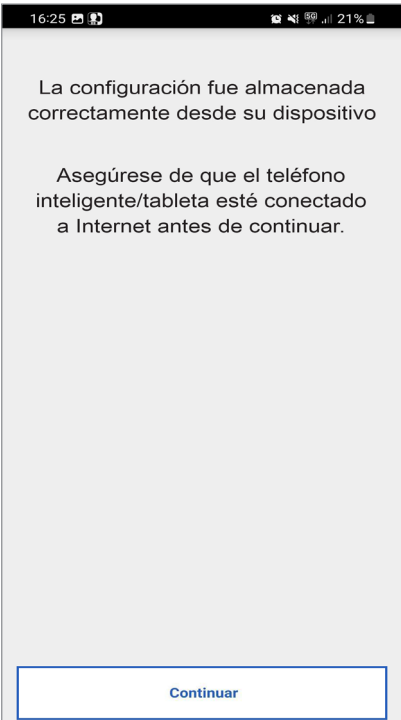 16:25 5G 21%
La configuración fue almacenada
correctamente desde su dispositivo
Asegúrese de que el teléfono
inteligente/tableta esté conectado
a Internet antes de continuar.
Continuar